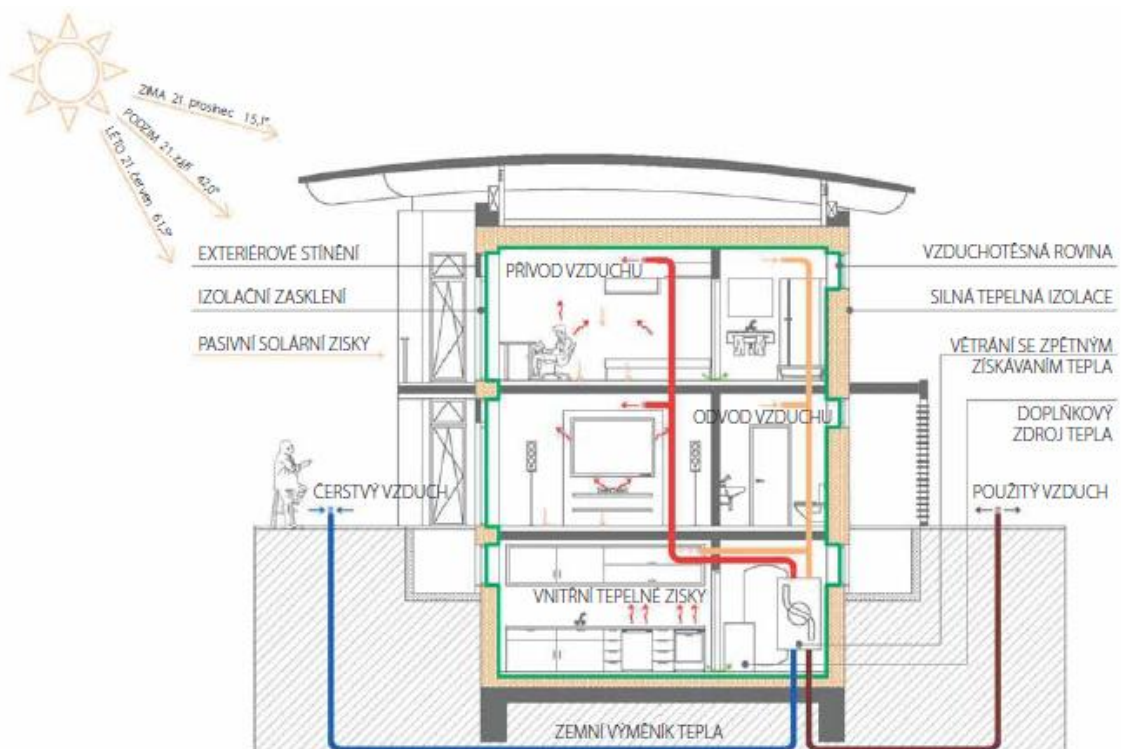 ZIMA 21. prosinec 15,1°
PODZIM 21. září 42,0°
LÉTO 21. červen 61,9°
EXTERIÉROVÉ STÍNĚNÍ
IZOLAČNÍ ZASKLENÍ
PASIVNÍ SOLÁRNÍ ZISKY
PŘÍVOD VZDUCHU
VZDUCHOTĚSNÁ ROVINA
SILNÁ TEPELNÁ IZOLACE
VĚTRÁNÍ SE ZPĚTNÝM
ZÍSKÁVANÍM TEPLA
ODVOD VZDUCHU
DOPLŇKOVÝ
ZDROJ TEPLA
ČERSTVÝ VZDUCH
POUŽITÝ VZDUCH
VNITŘNÍ TEPELNÉ ZISKY
ZEMNÍ VÝMĚNÍK TEPLA